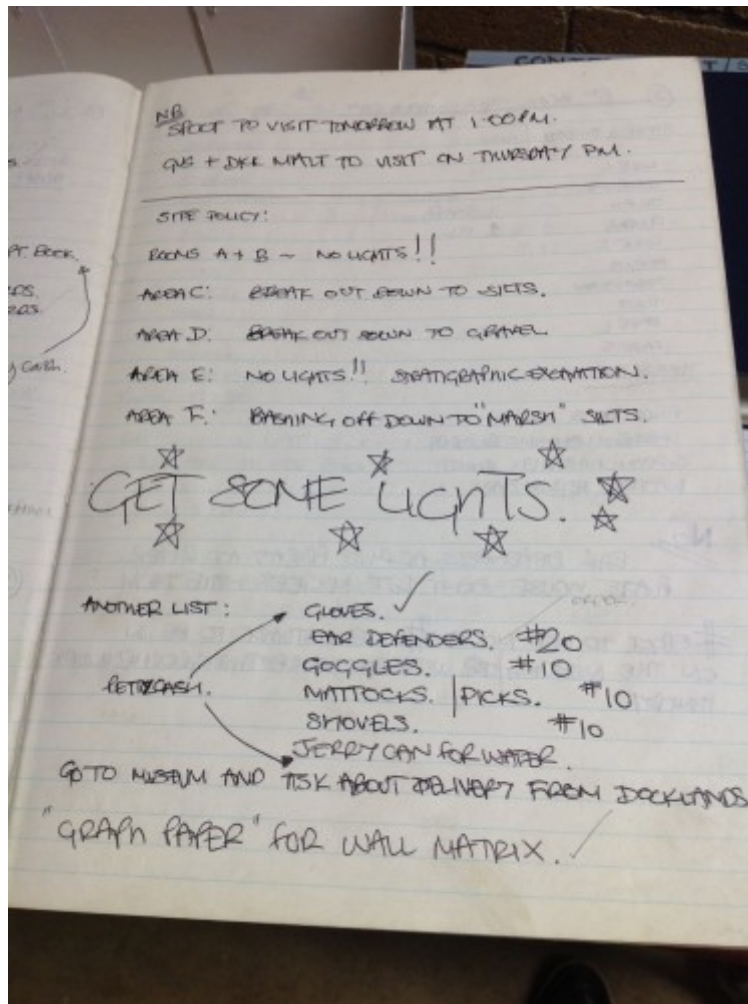 NB
SPOOT TO VISIT TOMORROW AT 1:00PM.
GUS + DKK MALT TO VISIT ON THURSDAY PM.
SITE POLICY:
ROOMS A + B ~ NO LIGHTS!!
AREA C: BREAK OUT DOWN TO SILTS.
AREA D: BREAK OUT DOWN TO GRAVEL
AREA E: NO LIGHTS!! STRATIGRAPHIC EXCAVATION.
AREA F: BASHING OFF DOWN TO "MARSH" SILTS.
GET SOME LIGHTS.
ANOTHER LIST:
GLOVES. ✓
EAR DEFENDERS. #20
GOGGLES. #10
PETTY CASH.
MATTOCKS. | PICKS. #10
SHOVELS. #10
JERRY CAN FOR WATER.
GO TO MUSEUM AND ASK ABOUT DELIVERY FROM DOCKLANDS
"GRAPH PAPER" FOR WALL MATRIX. ✓